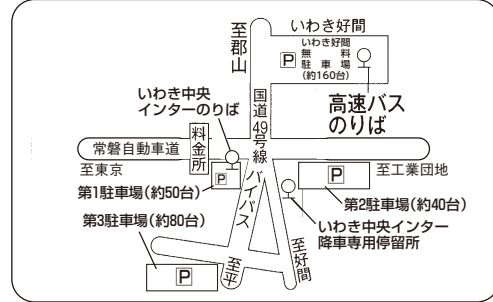 いわき好間
至郡山
P
いわき好間
無料
駐車場
(約160台)
高速バス
のりば
いわき中央
インターのりば
国道49号線
バイパス
常磐自動車道
料金所
至東京
至工業団地
P
P
第1駐車場(約50台)
第2駐車場(約40台)
第3駐車場(約80台)
いわき中央インター
降車専用停留所
P
至平
至好間